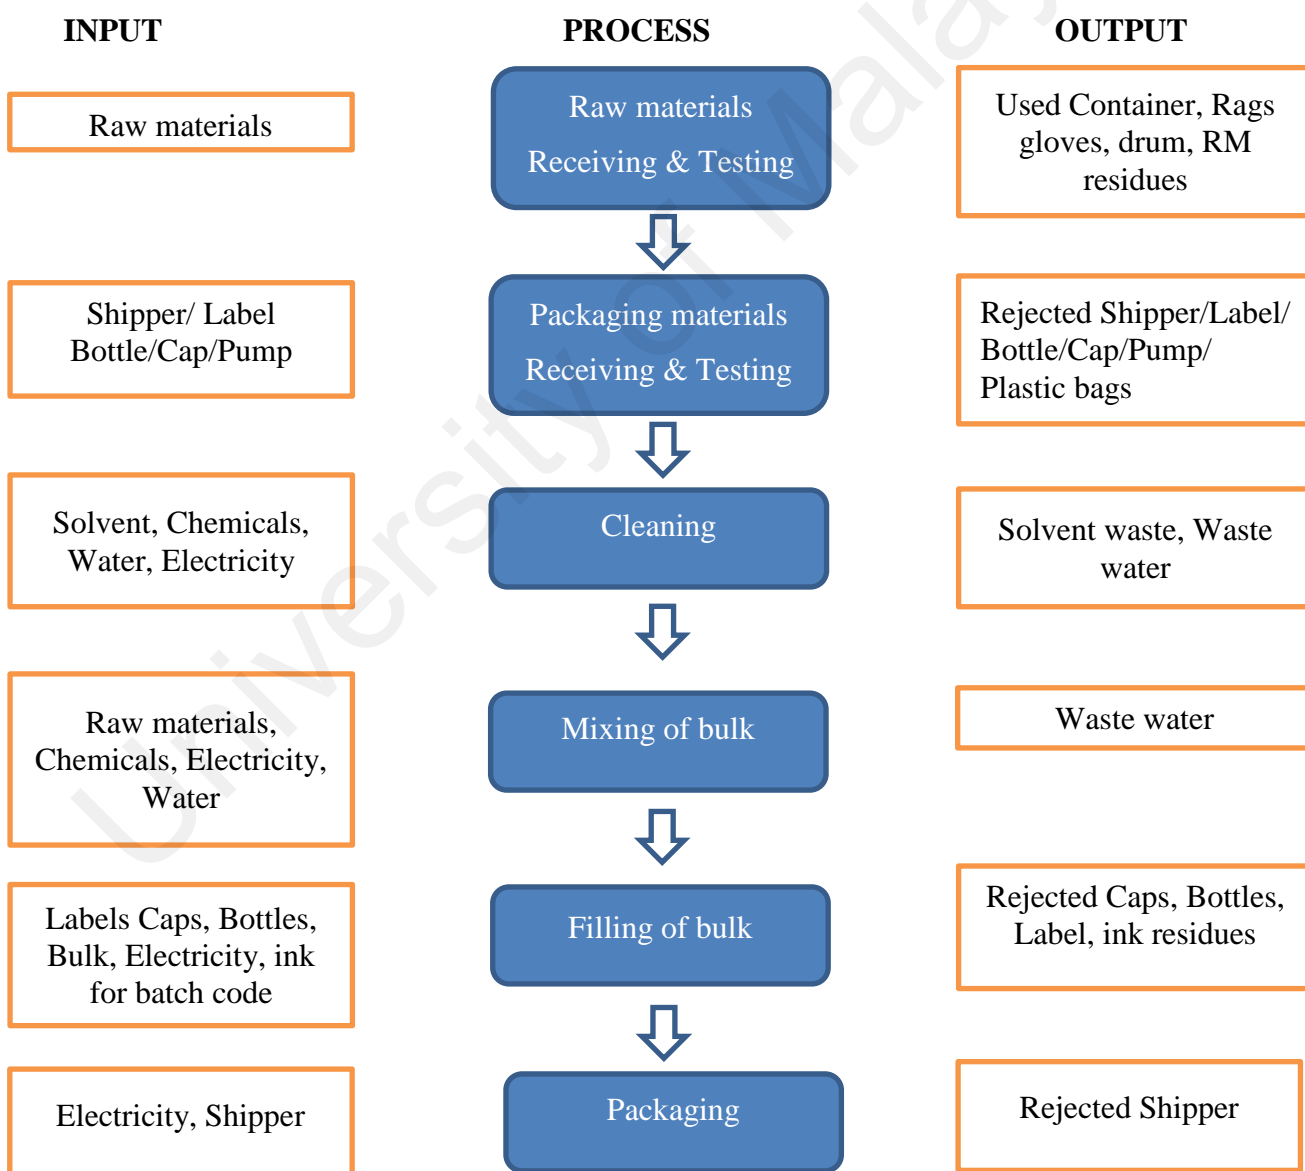 INPUT PROCESS OUTPUT
Raw materials
Raw materials
Receiving & Testing
Used Container, Rags
gloves, drum, RM
residues
Shipper/ Label
Bottle/Cap/Pump
Packaging materials
Receiving & Testing
Rejected Shipper/Label/
Bottle/Cap/Pump/
Plastic bags
Solvent, Chemicals,
Water, Electricity
Cleaning
Solvent waste, Waste
water
Raw materials,
Chemicals, Electricity,
Water
Mixing of bulk
Waste water
Labels Caps, Bottles,
Bulk, Electricity, ink
for batch code
Filling of bulk
Rejected Caps, Bottles,
Label, ink residues
Electricity, Shipper
Packaging
Rejected Shipper
University of Malay